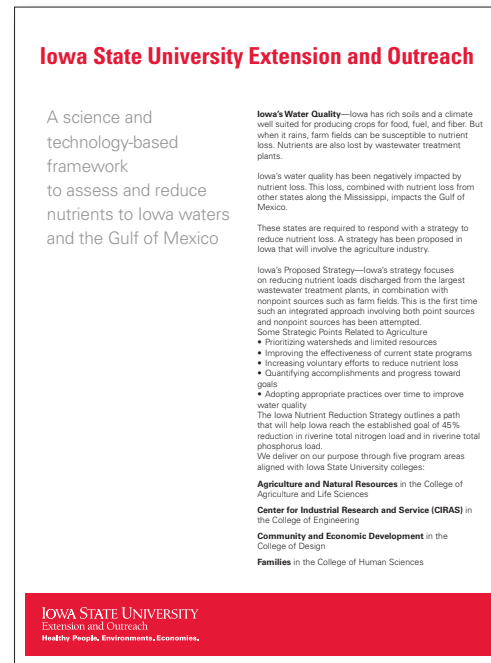 Iowa State University Extension and Outreach
A science and
technology-based
framework
to assess and reduce
nutrients to Iowa waters
and the Gulf of Mexico
Iowa's Water Quality—Iowa has rich soils and a climate
well suited for producing crops for food, fuel, and fiber. But
when it rains, farm fields can be susceptible to nutrient
loss. Nutrients are also lost by wastewater treatment
plants.
Iowa's water quality has been negatively impacted by
nutrient loss. This loss, combined with nutrient loss from
other states along the Mississippi, impacts the Gulf of
Mexico.
These states are required to respond with a strategy to
reduce nutrient loss. A strategy has been proposed in
Iowa that will involve the agriculture industry.
Iowa's Proposed Strategy—Iowa's strategy focuses
on reducing nutrient loads discharged from the largest
wastewater treatment plants, in combination with
nonpoint sources such as farm fields. This is the first time
such an integrated approach involving both point sources
and nonpoint sources has been attempted.
Some Strategic Points Related to Agriculture
• Prioritizing watersheds and limited resources
• Improving the effectiveness of current state programs
• Increasing voluntary efforts to reduce nutrient loss
• Quantifying accomplishments and progress toward
goals
• Adopting appropriate practices over time to improve
water quality
The Iowa Nutrient Reduction Strategy outlines a path
that will help Iowa reach the established goal of 45%
reduction in riverine total nitrogen load and in riverine total
phosphorus load.
We deliver on our purpose through five program areas
aligned with Iowa State University colleges:
Agriculture and Natural Resources in the College of
Agriculture and Life Sciences
Center for Industrial Research and Service (CIRAS) in
the College of Engineering
Community and Economic Development in the
College of Design
Families in the College of Human Sciences
IOWA STATE UNIVERSITY
Extension and Outreach
Healthy People. Environments. Economies.